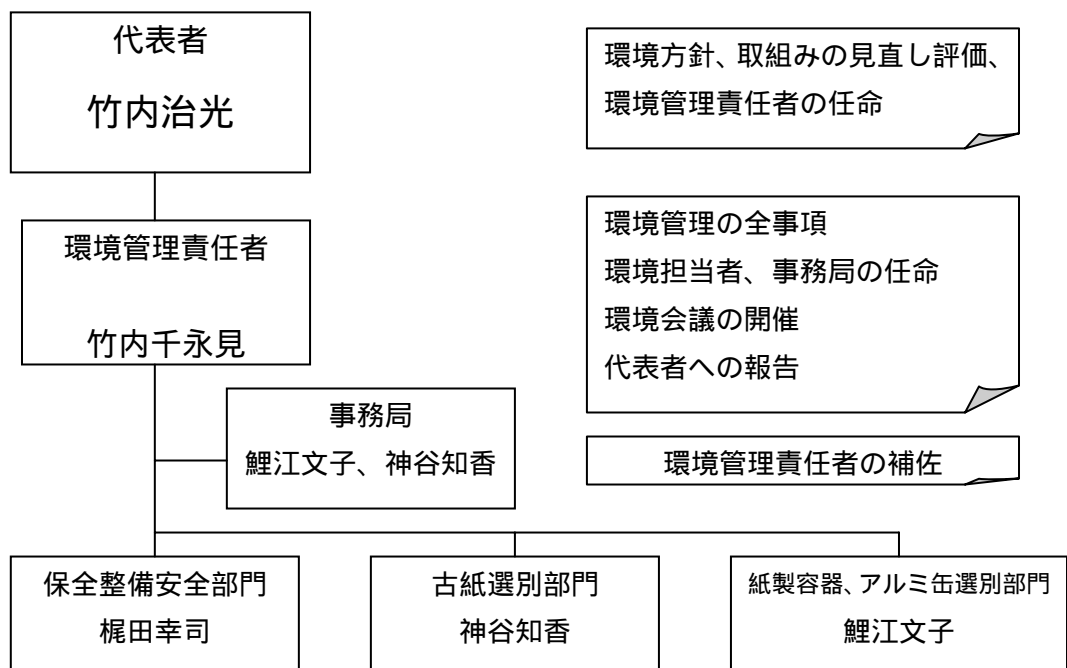 代表者
竹内治光
環境方針、取組みの見直し評価、
環境管理責任者の任命
環境管理責任者
竹内千永見
環境管理の全事項
環境担当者、事務局の任命
環境会議の開催
代表者への報告
事務局
鯉江文子、神谷知香
環境管理責任者の補佐
保全整備安全部門
梶田幸司
古紙選別部門
神谷知香
紙製容器、アルミ缶選別部門
鯉江文子